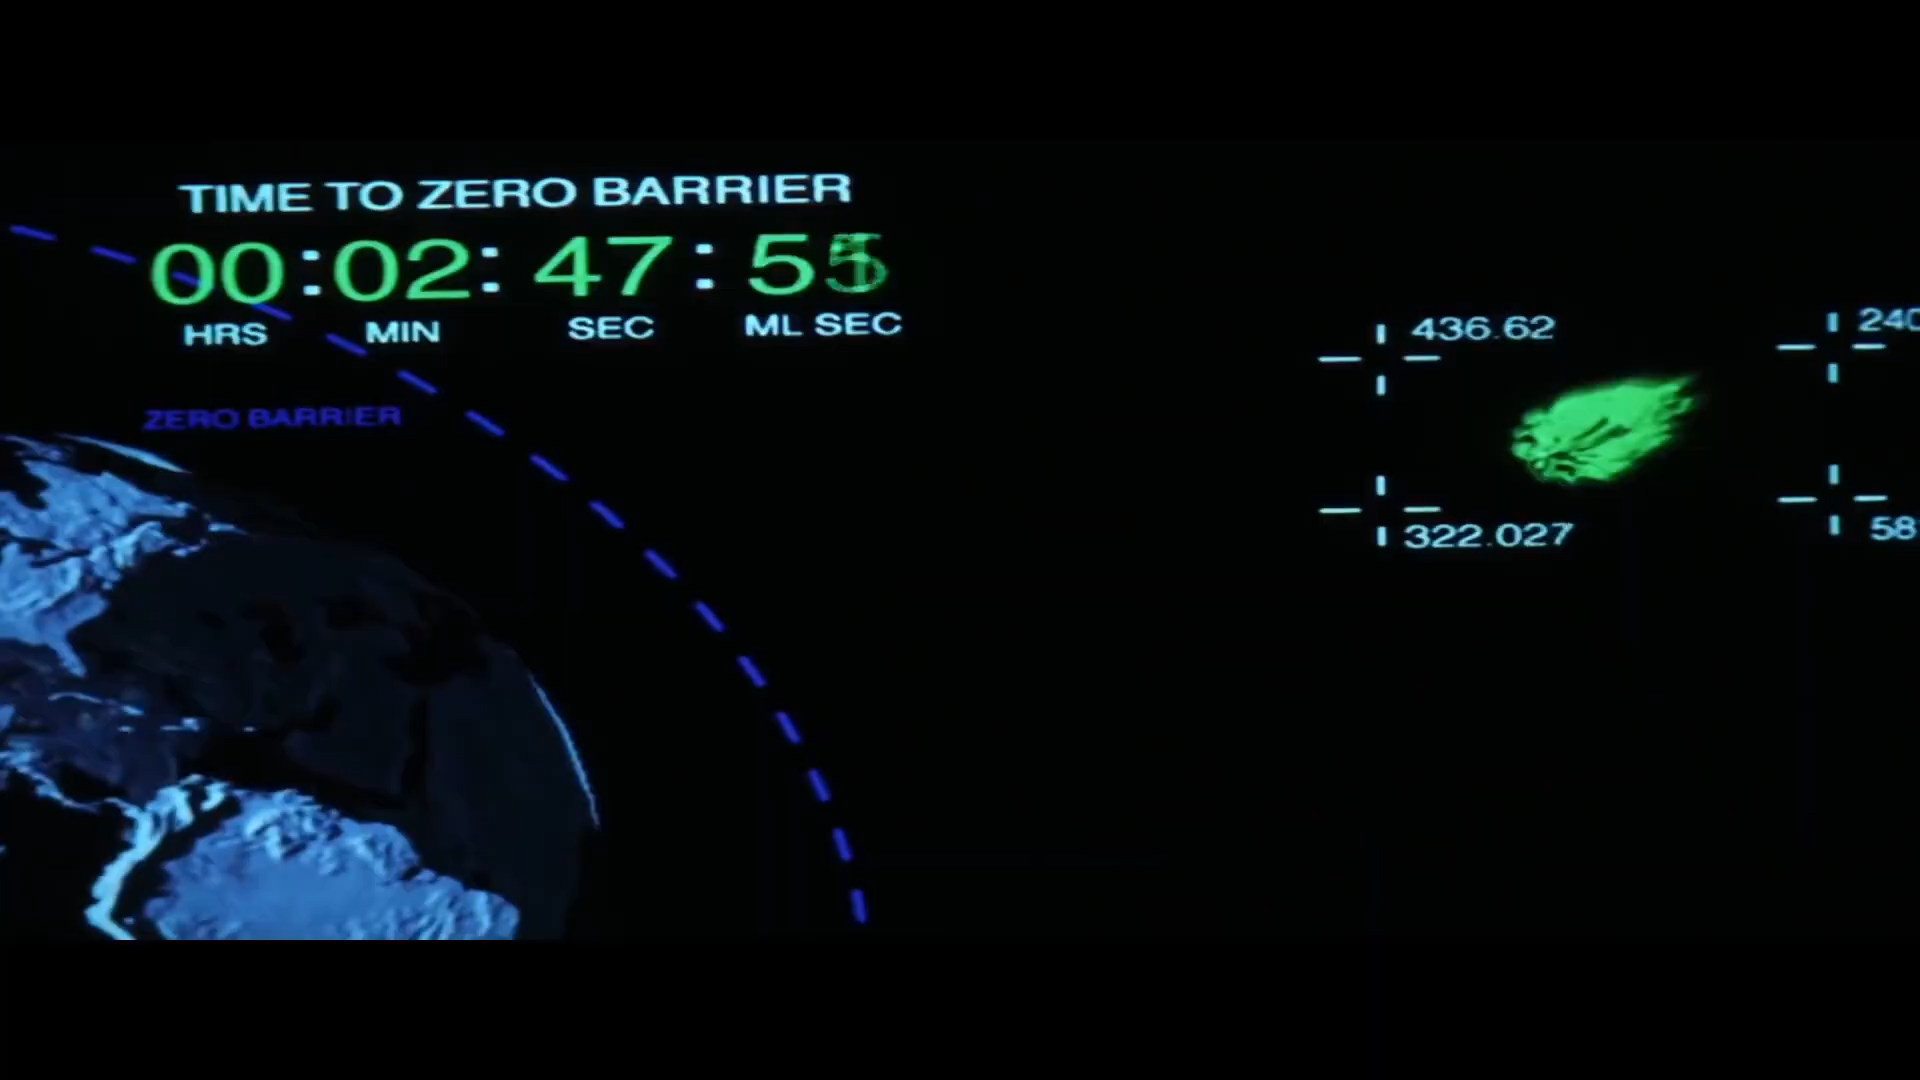 TIME TO ZERO BARRIER
00:02:47:55
HRS MIN SEC ML SEC
ZERO BARRIER
436.62
240
322.027
58